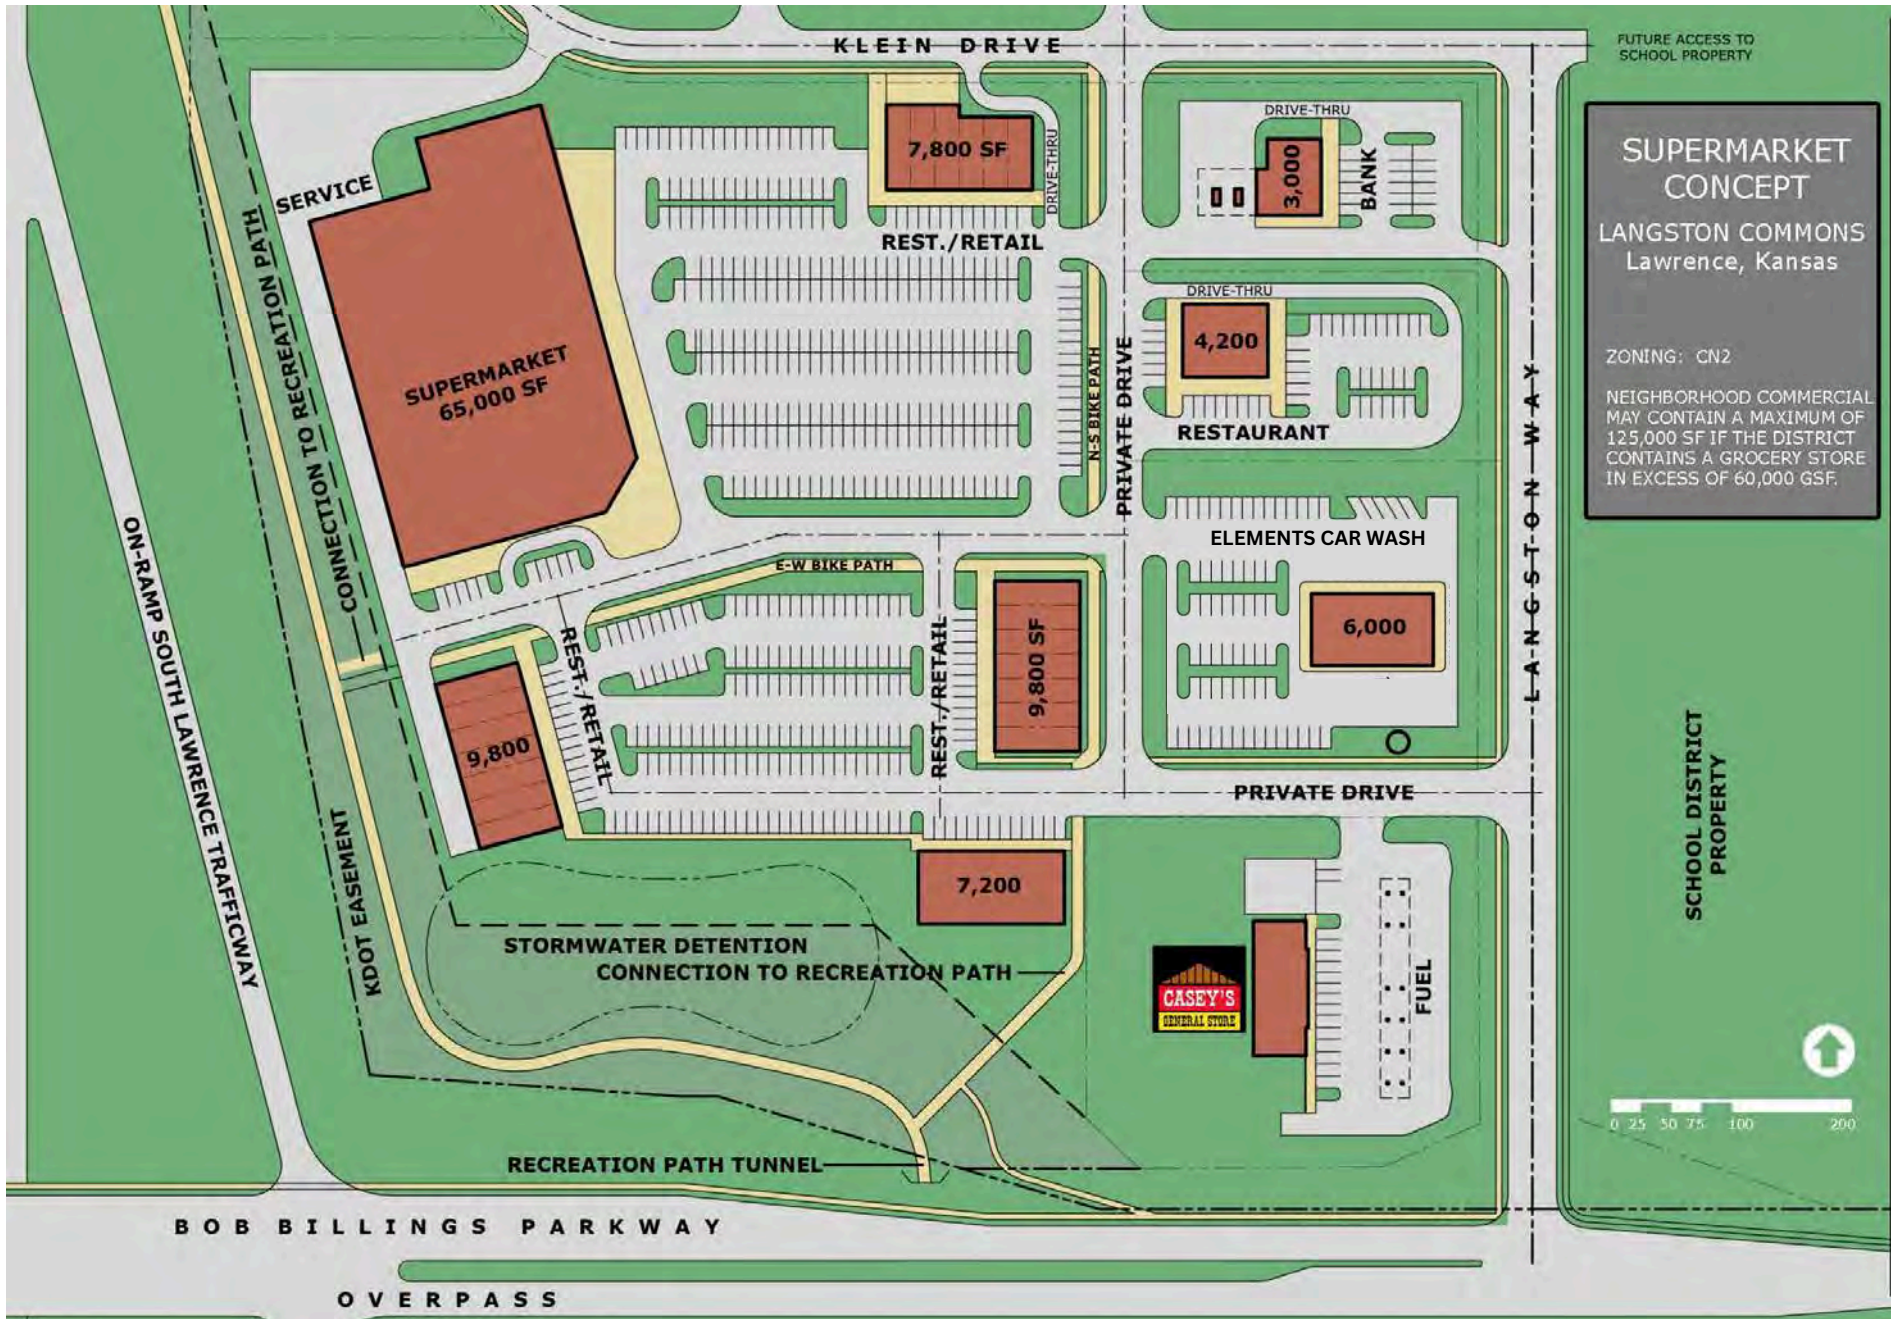 KLEIN DRIVE
FUTURE ACCESS TO
SCHOOL PROPERTY
SUPERMARKET
CONCEPT
LANGSTON COMMONS
Lawrence, Kansas
ZONING: CN2
NEIGHBORHOOD COMMERCIAL
MAY CONTAIN A MAXIMUM OF
125,000 SF IF THE DISTRICT
CONTAINS A GROCERY STORE
IN EXCESS OF 60,000 GSF.
SERVICE
7,800 SF
DRIVE-THRU
REST./RETAIL
DRIVE-THRU
3,000
BANK
CONNECTION TO RECREATION PATH
SUPERMARKET
65,000 SF
N-S BIKE PATH
PRIVATE DRIVE
DRIVE-THRU
4,200
RESTAURANT
LANGSTON WAY
ELEMENTS CAR WASH
6,000
E-W BIKE PATH
REST./RETAIL
REST./RETAIL
9,800 SF
9,800
PRIVATE DRIVE
ON-RAMP SOUTH LAWRENCE TRAFFICWAY
KDOT EASEMENT
7,200
STORMWATER DETENTION
CONNECTION TO RECREATION PATH
CASEY'S
GENERAL STORE
FUEL
SCHOOL DISTRICT
PROPERTY
0 25 50 75 100 200
RECREATION PATH TUNNEL
BOB BILLINGS PARKWAY
OVERPASS